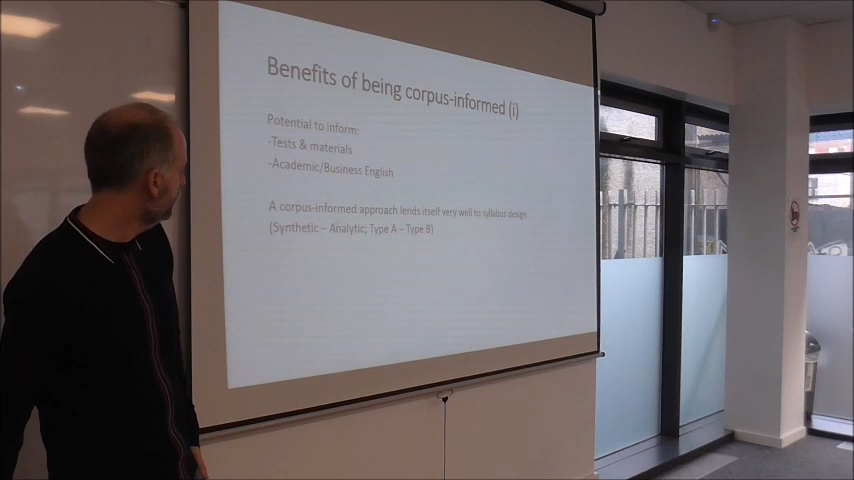 Benefits of being corpus-informed (i)
Potential to inform:
-Tests & materials
-Academic/Business English
A corpus-informed approach lends itself very well to syllabus design
(Synthetic – Analytic; Type A – Type B)